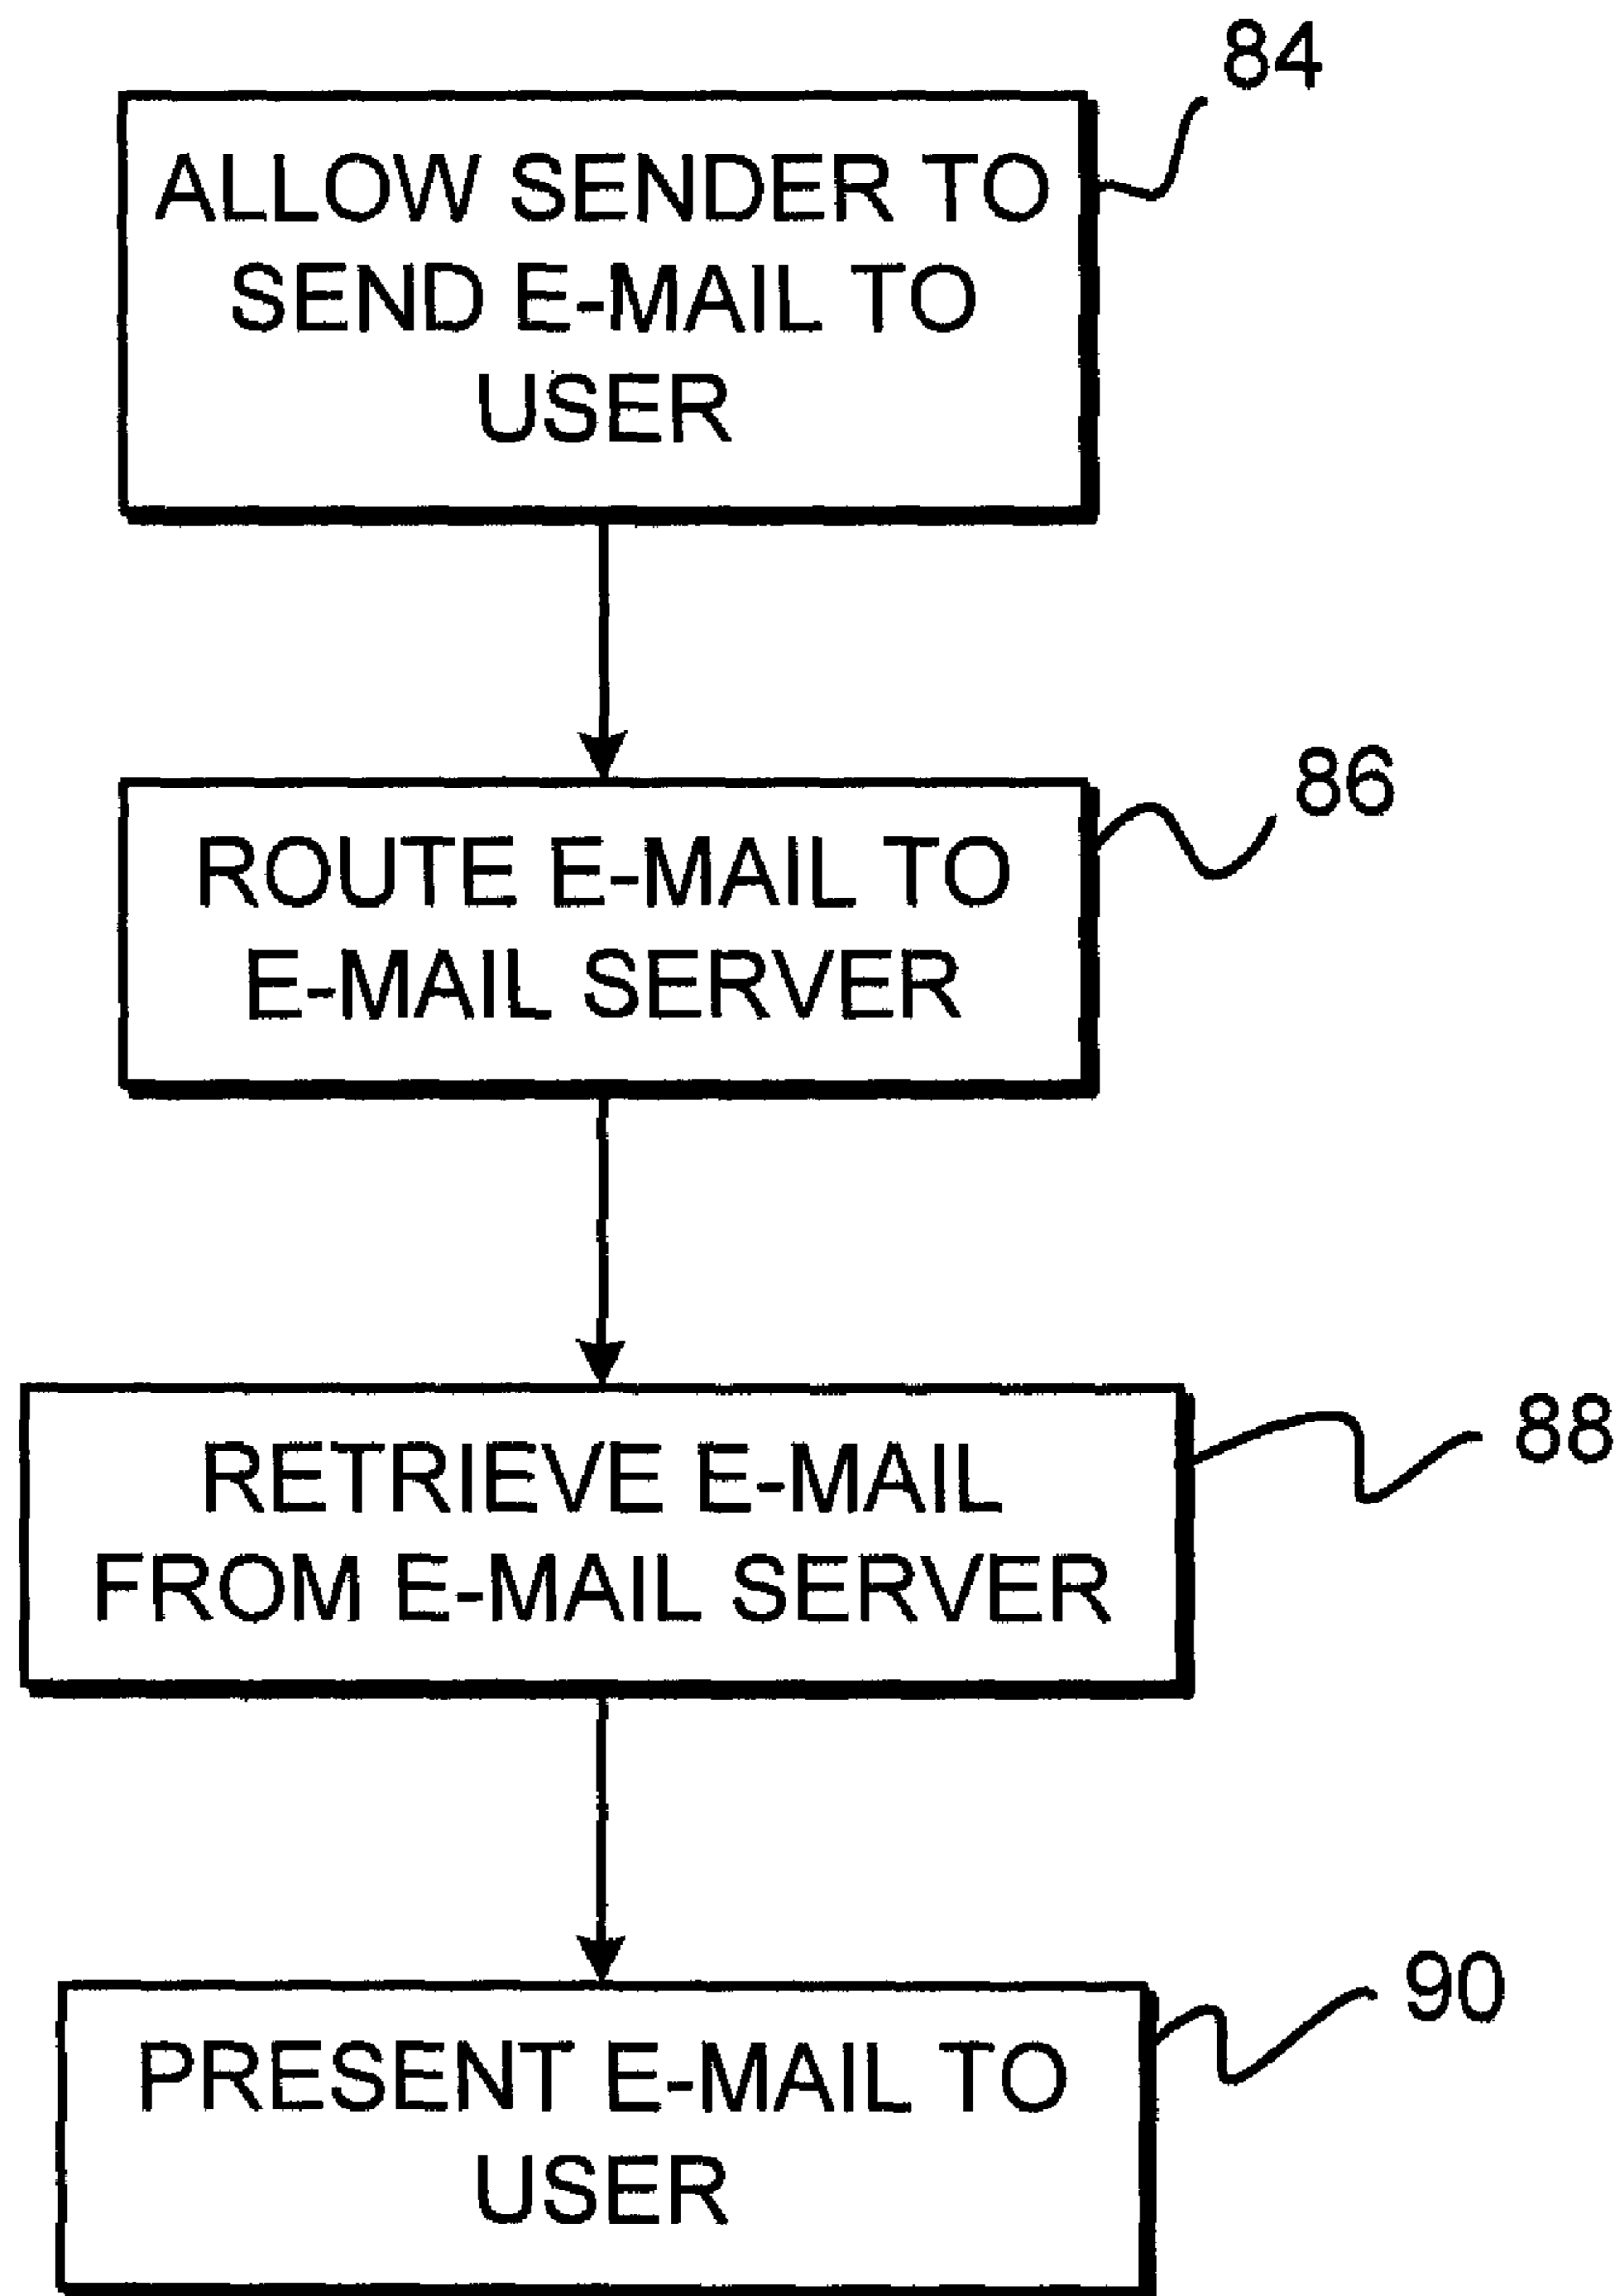 84
ALLOW SENDER TO
SEND E-MAIL TO
USER
86
ROUTE E-MAIL TO
E-MAIL SERVER
88
RETRIEVE E-MAIL
FROM E-MAIL SERVER
90
PRESENT E-MAIL TO
USER